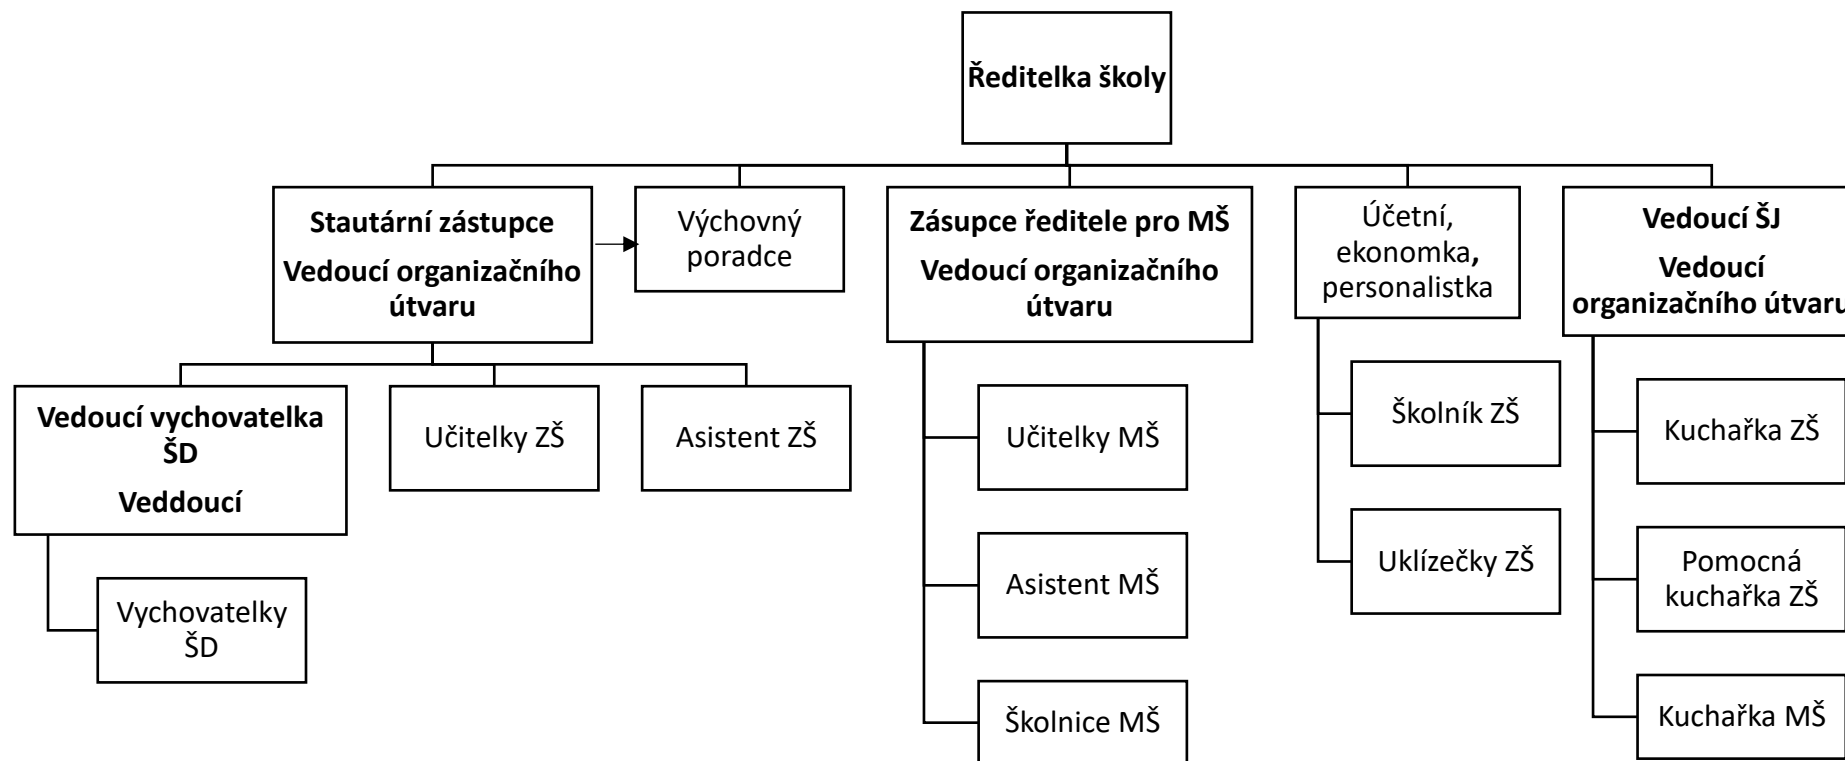 Ředitelka školy
Stautární zástupce
Vedoucí organizačního
útvaru
Výchovný
poradce
Zásupce ředitele pro MŠ
Vedoucí organizačního
útvaru
Účetní,
ekonomka,
personalistka
Vedoucí ŠJ
Vedoucí
organizačního útvaru
Vedoucí vychovatelka
ŠD
Veddoucí
Učitelky ZŠ
Asistent ZŠ
Učitelky MŠ
Školník ZŠ
Kuchařka ZŠ
Vychovatelky
ŠD
Asistent MŠ
Uklízečky ZŠ
Pomocná
kuchařka ZŠ
Školnice MŠ
Kuchařka MŠ